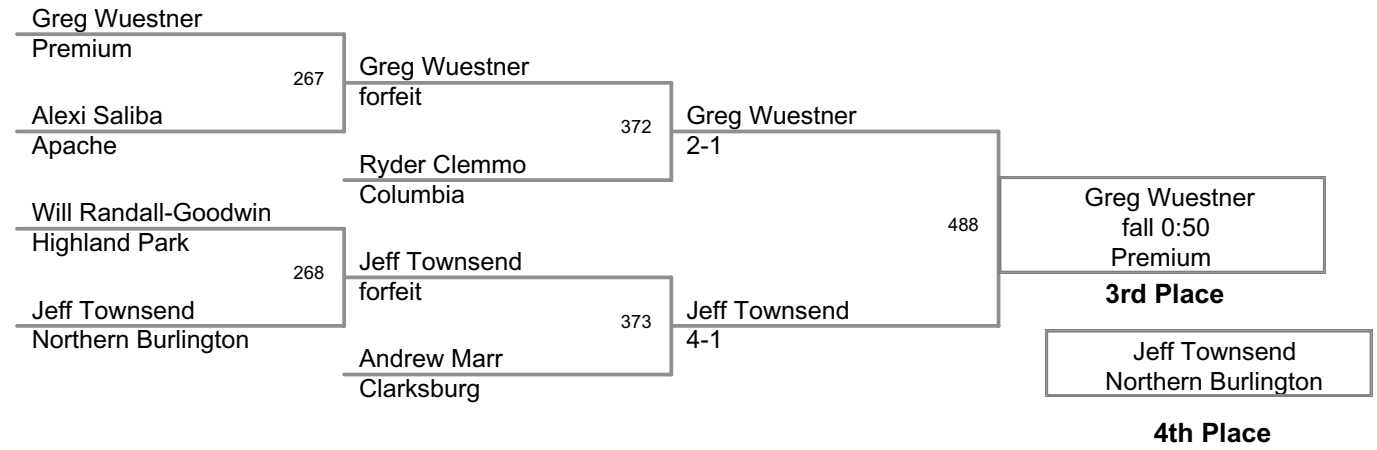 Greg Wuestner
Premium
267
Alexi Saliba
Apache
Greg Wuestner
forfeit
372
Ryder Clemmo
Columbia
Will Randall-Goodwin
Highland Park
268
Jeff Townsend
Northern Burlington
Jeff Townsend
forfeit
373
Andrew Marr
Clarksburg
Greg Wuestner
2-1
488
Jeff Townsend
4-1
Greg Wuestner
fall 0:50
Premium
3rd Place
Jeff Townsend
Northern Burlington
4th Place